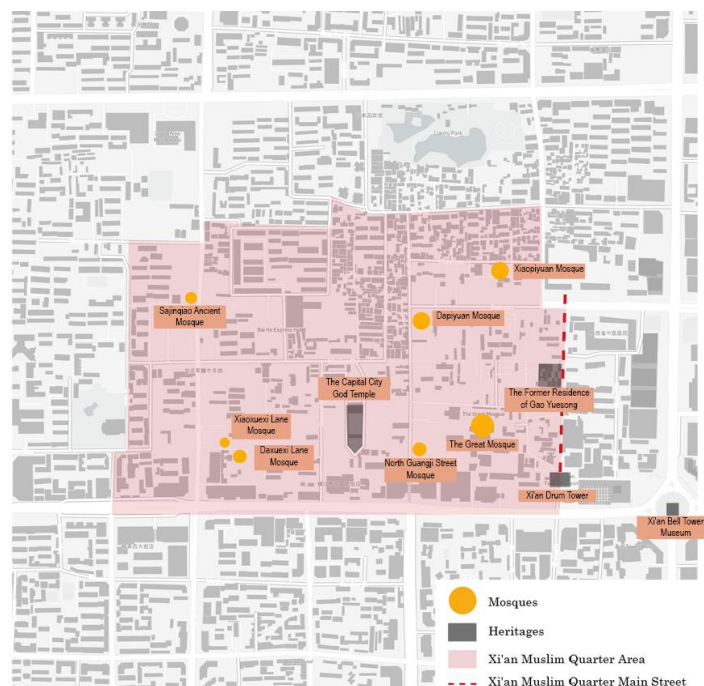 Lianhu Park
Xiaopiyuan Mosque
Sajinqiao Ancient
Mosque
Dapiyuan Mosque
The Capital City
God Temple
The Former Residence
of Gao Yuesong
Xiaoxuexi Lane
Mosque
Daxuexi Lane
Mosque
The Great Mosque
North Guangji Street
Mosque
Xi'an Drum Tower
Xi'an Bell Tower
Museum
Mosques
Heritages
Xi'an Muslim Quarter Area
Xi'an Muslim Quarter Main Street